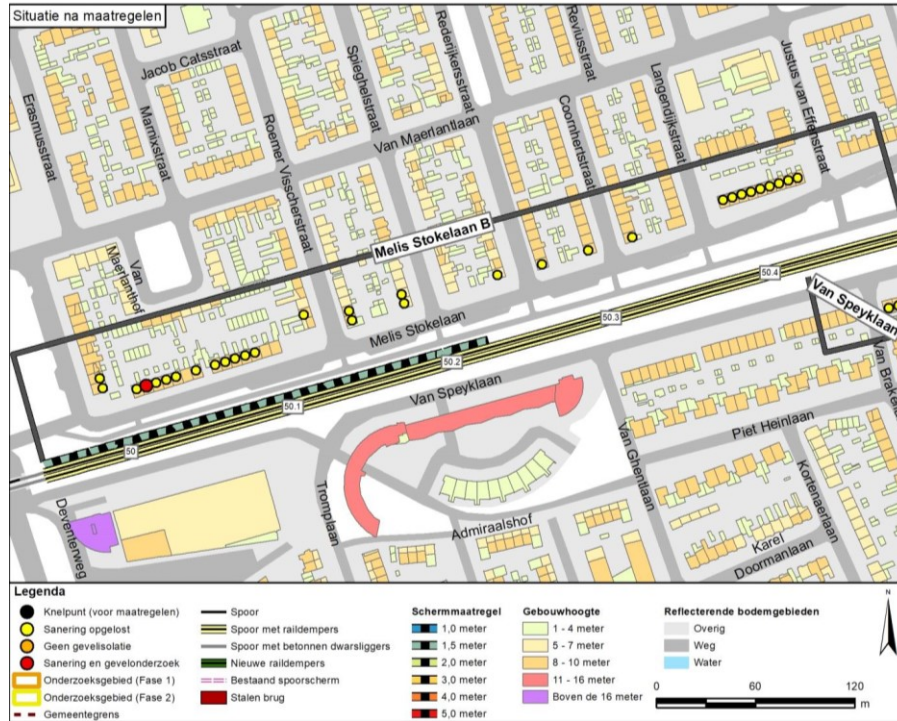 Situatie na maatregelen
Jacob Catsstraat
Erasmusstraat
Marnixstraat
Roemer Visscherstraat
Spieghelstraat
Rederijkersstraat
Reviusstraat
Langendijkstraat
Justus van Effenstraat
Coornhertstraat
Van Maerlantlaan
Van
Maerlanthof
Melis Stokelaan B
Melis Stokelaan
50.4
50.3
50.2
50.1
50
Van Speyklaan
Van Speyklaan
Van Ghentlaan
Piet Heinlaan
Kortenaerlaan
Tromplaan
Admiraalshof
Karel
Doormanlaan
Deventerweg
Legenda
Knelpunt (voor maatregelen)
Sanering opgelost
Geen gevelisolatie
Sanering en gevelonderzoek
Onderzoeksgebied (Fase 1)
Onderzoeksgebied (Fase 2)
Gemeentegrens
Spoor
Spoor met raildempers
Spoor met betonnen dwarsliggers
Nieuwe raildempers
Bestaand spoorscherm
Stalen brug
Schermmaatregel
1,0 meter
1,5 meter
2,0 meter
3,0 meter
4,0 meter
5,0 meter
Gebouwhoogte
1 - 4 meter
5 - 7 meter
8 - 10 meter
11 - 16 meter
Boven de 16 meter
Reflecterende bodemgebieden
Overig
Weg
Water
N
0 60 120
m